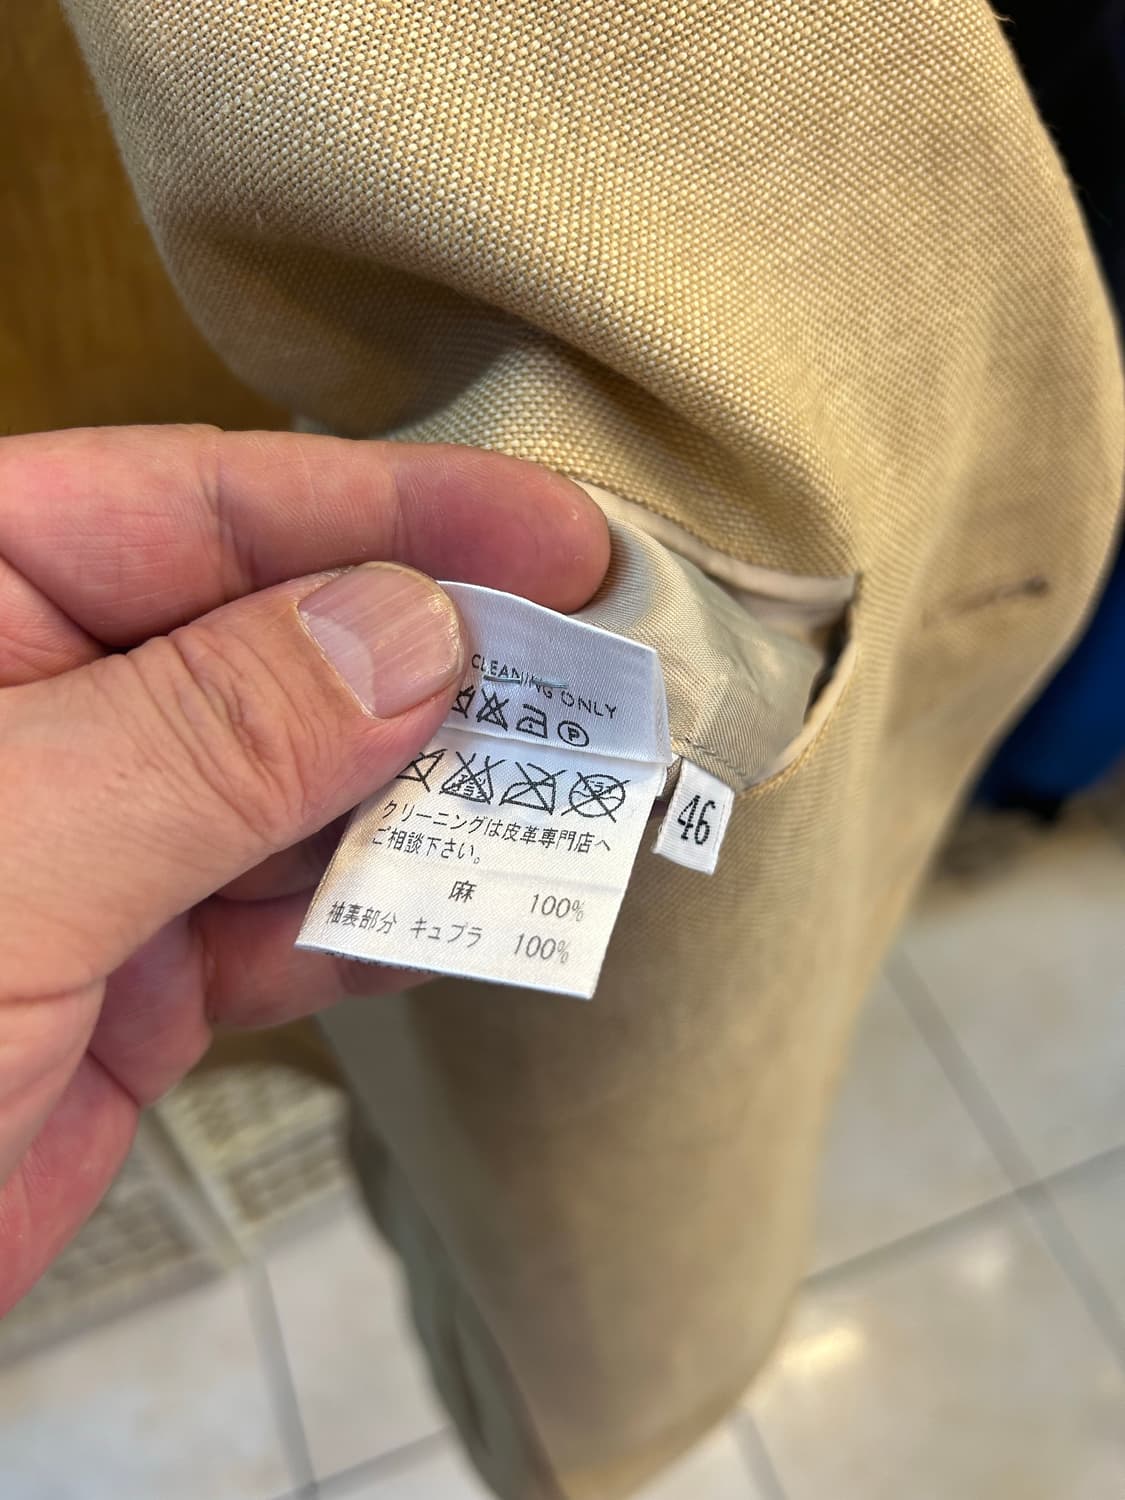 CLEANING ONLY
P
46
クリーニングは皮革専門店へ
ご相談下さい。
麻 100%
袖裏部分 キュプラ 100%